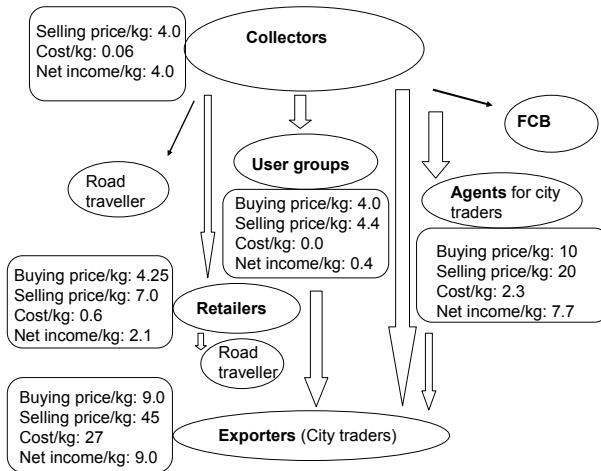 Selling price/kg: 4.0
Cost/kg: 0.06
Net income/kg: 4.0
Collectors
FCB
User groups
Road
traveller
Agents for city
traders
Buying price/kg: 4.0
Selling price/kg: 4.4
Cost/kg: 0.0
Net income/kg: 0.4
Buying price/kg: 10
Selling price/kg: 20
Cost/kg: 2.3
Net income/kg: 7.7
Buying price/kg: 4.25
Selling price/kg: 7.0
Cost/kg: 0.6
Net income/kg: 2.1
Retailers
Road
traveller
Buying price/kg: 9.0
Selling price/kg: 45
Cost/kg: 27
Net income/kg: 9.0
Exporters (City traders)